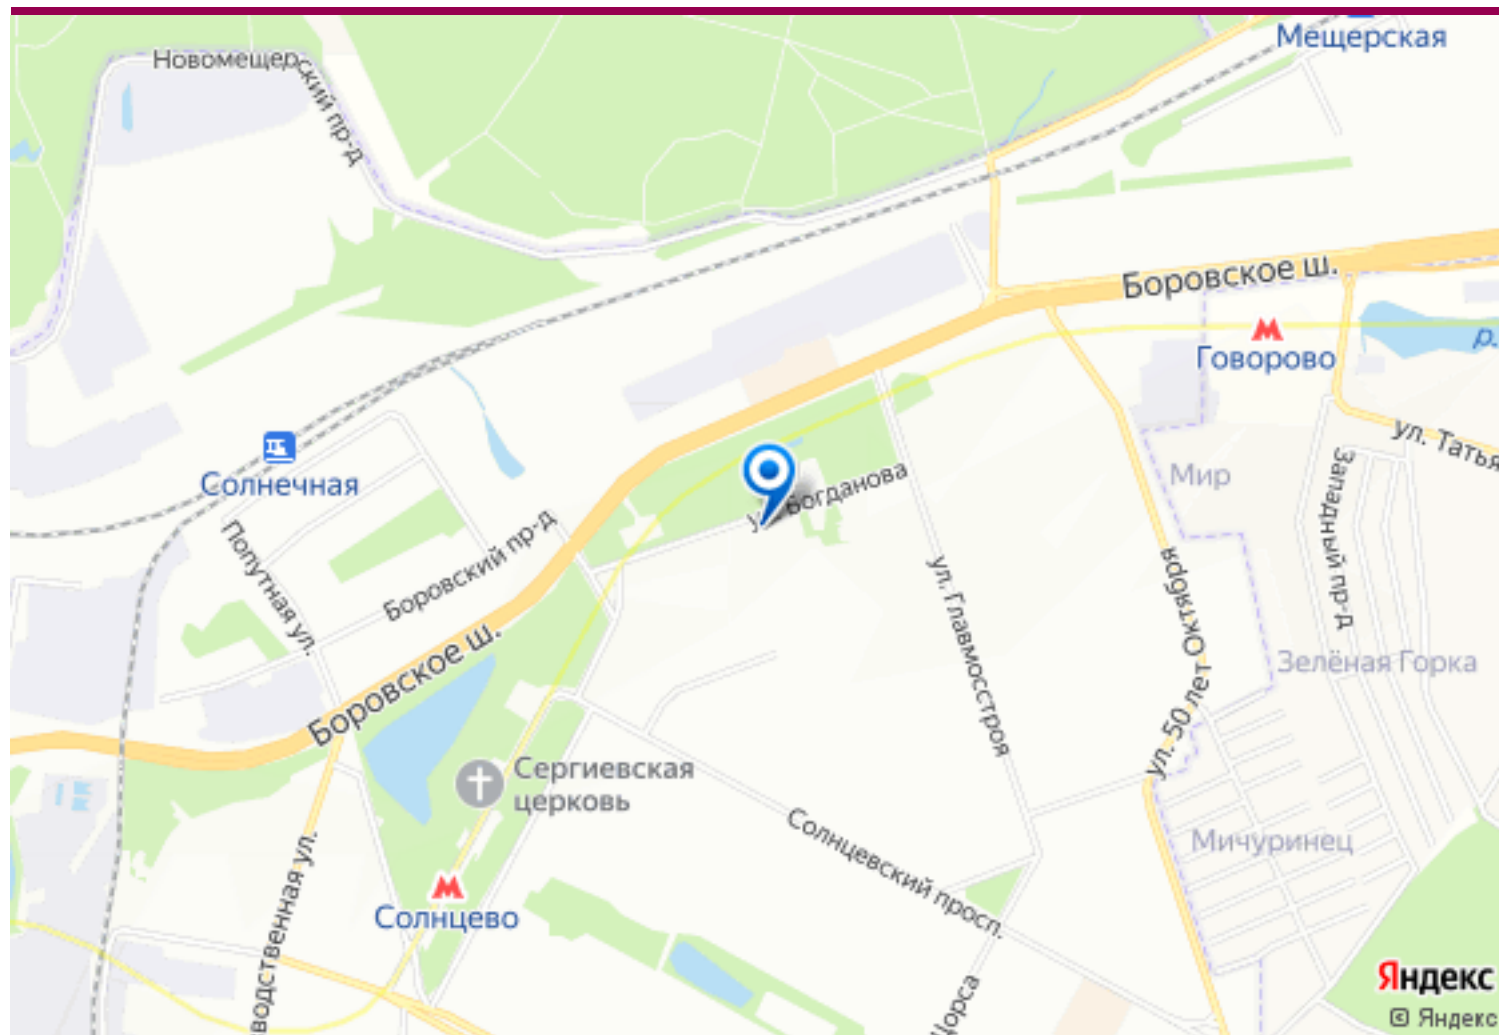 Мещерская
Новомещерский пр-д
Боровское ш.
Говорово
р.
ул. Татья
Солнечная
Мир
Западный пр-д
ул. Богданова
Попутная ул.
Боровский пр-д
ул. Главмосстроя
ул. 50 лет Октября
Зелёная Горка
Боровское ш.
Сергиевская
церковь
Солнцевский просп.
Мичуринец
Солнцево
водственная ул.
Щорса
Яндекс
© Яндекс